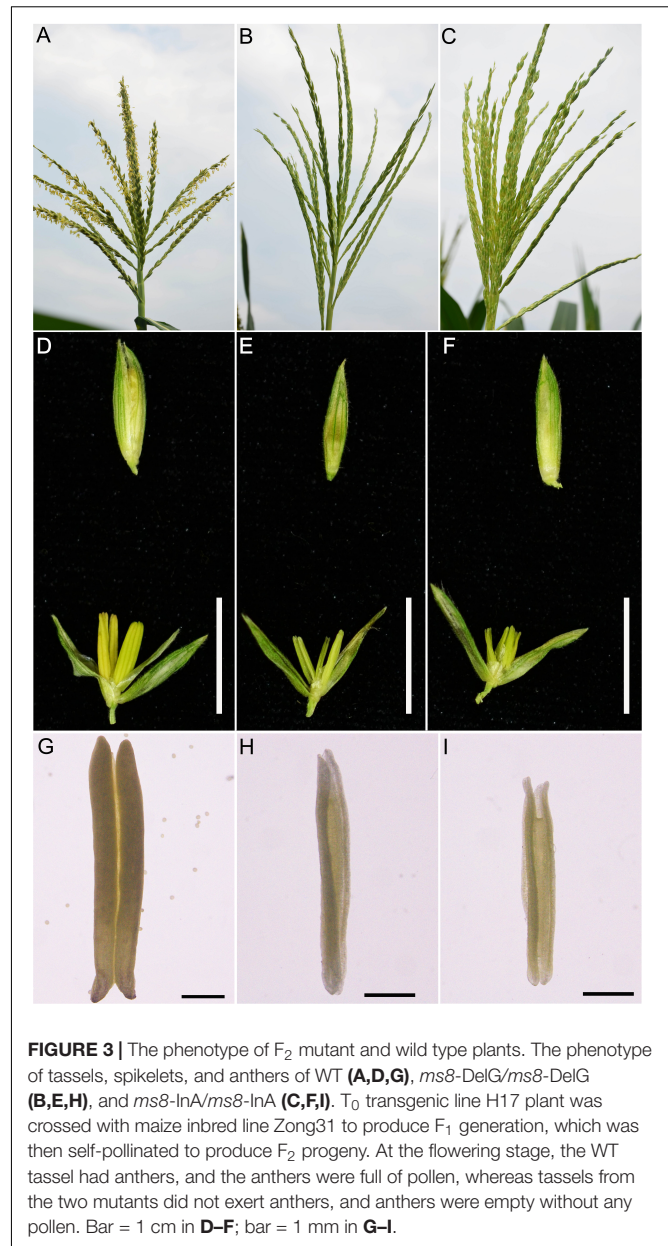 A
B
C
D
E
F
G
H
I
FIGURE 3 | The phenotype of F2 mutant and wild type plants. The phenotype
of tassels, spikelets, and anthers of WT (A,D,G), ms8-DelG/ms8-DelG
(B,E,H), and ms8-InA/ms8-InA (C,F,I). T0 transgenic line H17 plant was
crossed with maize inbred line Zong31 to produce F1 generation, which was
then self-pollinated to produce F2 progeny. At the flowering stage, the WT
tassel had anthers, and the anthers were full of pollen, whereas tassels from
the two mutants did not exert anthers, and anthers were empty without any
pollen. Bar = 1 cm in D–F; bar = 1 mm in G–I.